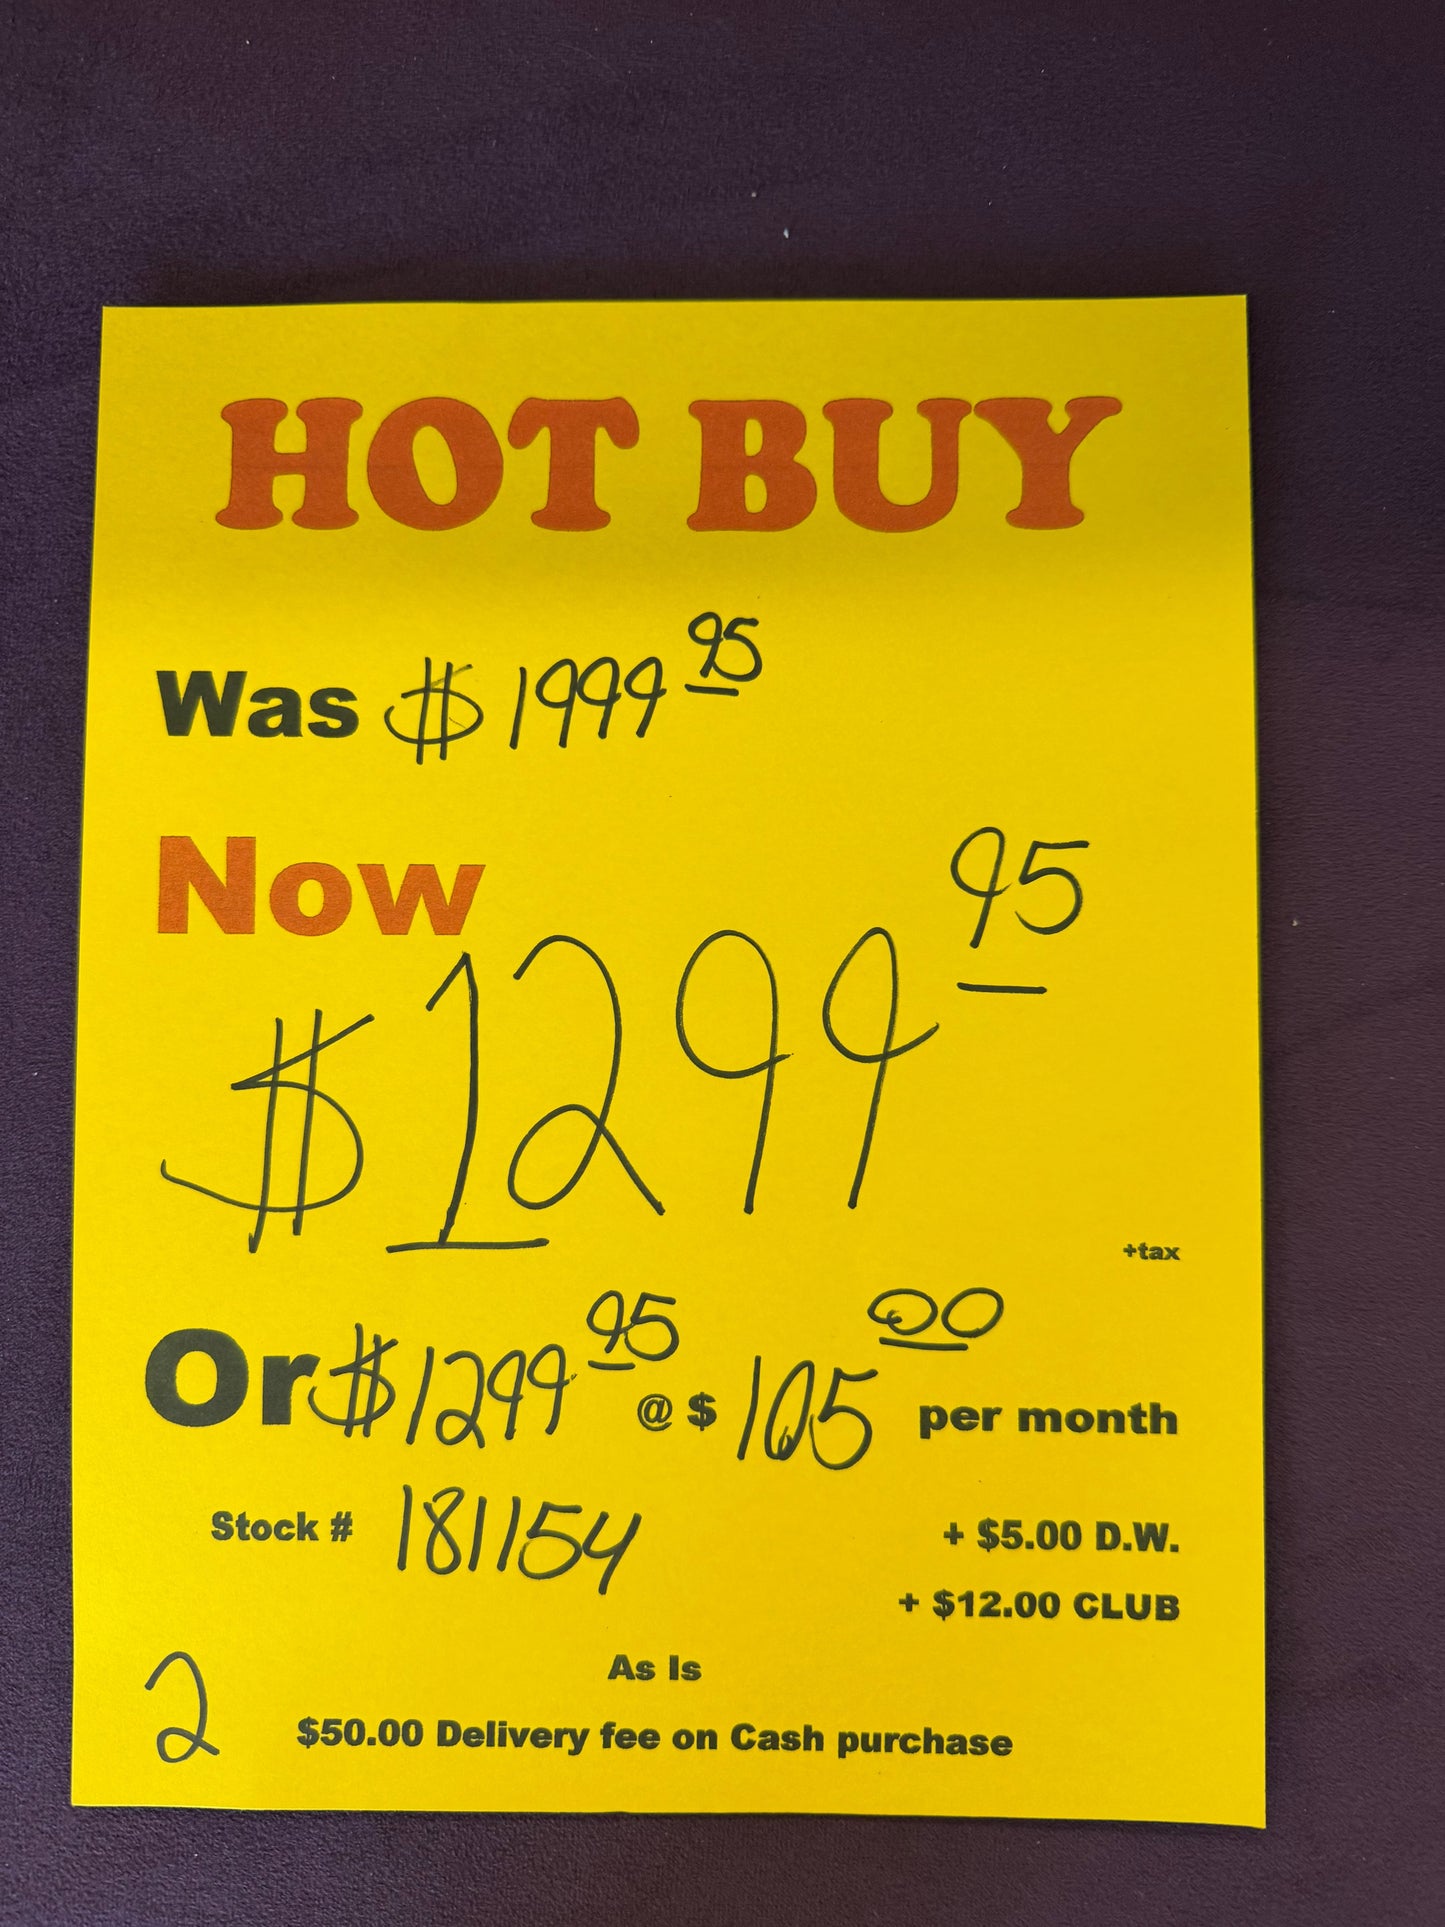 HOT BUY
Was $ 1999 95
Now
$ 1299 95
+tax
Or $ 1299 95 @ $ 105 00 per month
Stock # 181154
+ $5.00 D.W.
+ $12.00 CLUB
As Is
2 $50.00 Delivery fee on Cash purchase